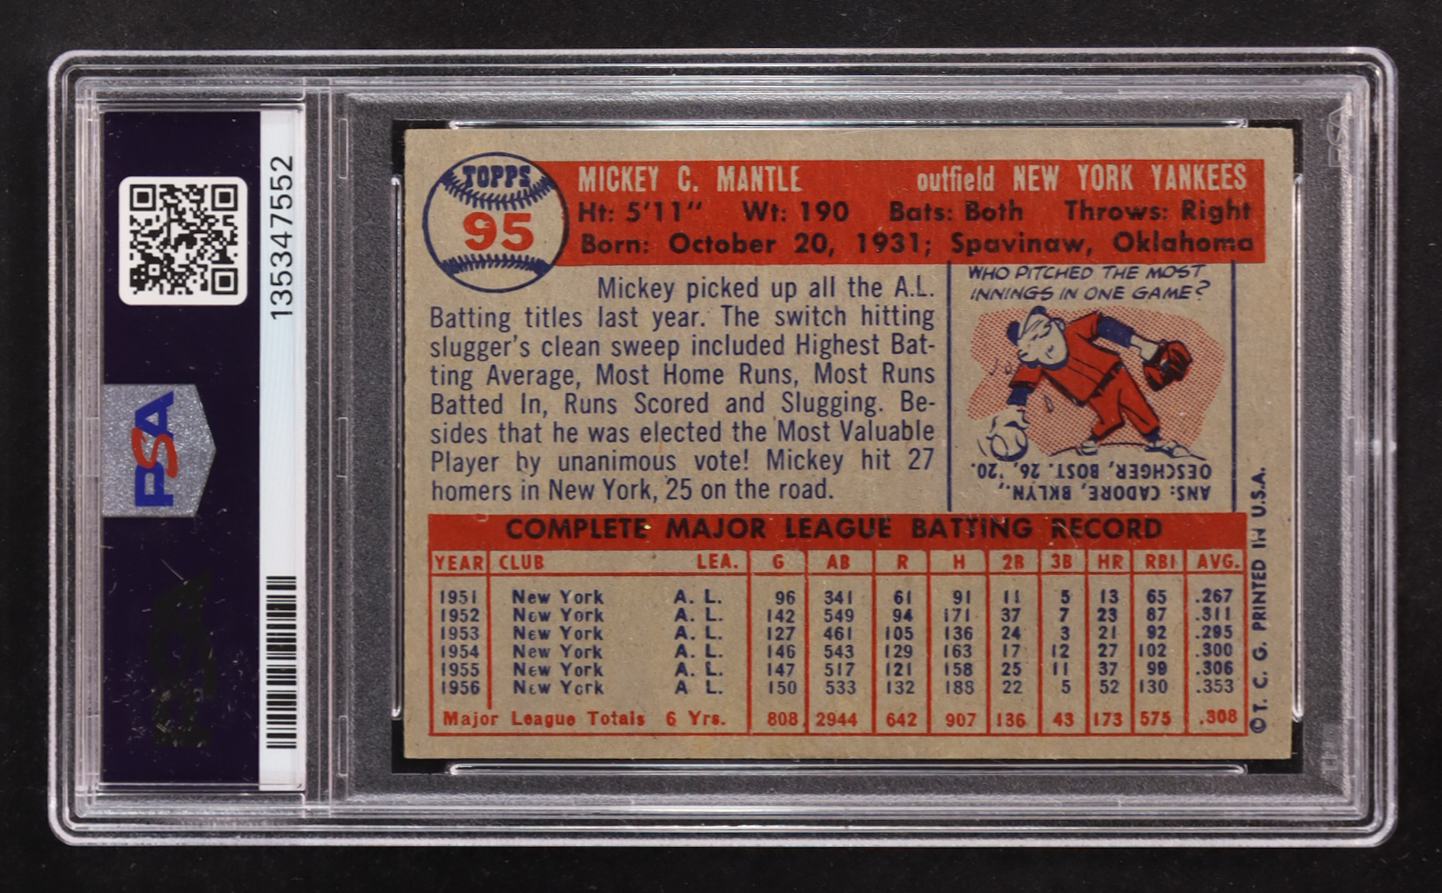 PSA
135347552
TOPPS
95
MICKEY C. MANTLE outfield NEW YORK YANKEES
Ht: 5'11" Wt: 190 Bats: Both Throws: Right
Born: October 20, 1931; Spavinaw, Oklahoma
Mickey picked up all the A.L.
Batting titles last year. The switch hitting
slugger's clean sweep included Highest Bat-
ting Average, Most Home Runs, Most Runs
Batted In, Runs Scored and Slugging. Be-
sides that he was elected the Most Valuable
Player by unanimous vote! Mickey hit 27
homers in New York, 25 on the road.
WHO PITCHED THE MOST
INNINGS IN ONE GAME?
ANS: CADORE, BKLYN.,
OESCHGER, BOST. 26, '20.
COMPLETE MAJOR LEAGUE BATTING RECORD
YEAR CLUB LEA. G AB R H 2B 3B HR RBI AVG.
1951 New York A. L. 96 341 61 91 11 5 13 65 .267
1952 New York A. L. 142 549 94 171 37 7 23 87 .311
1953 New York A. L. 127 461 105 136 24 3 21 92 .295
1954 New York A. L. 146 543 129 163 17 12 27 102 .300
1955 New York A. L. 147 517 121 158 25 11 37 99 .306
1956 New York A L. 150 533 132 188 22 5 52 130 .353
Major League Totals 6 Yrs. 808 2944 642 907 136 43 173 575 .308
© T. C. G. PRINTED IN U.S.A.